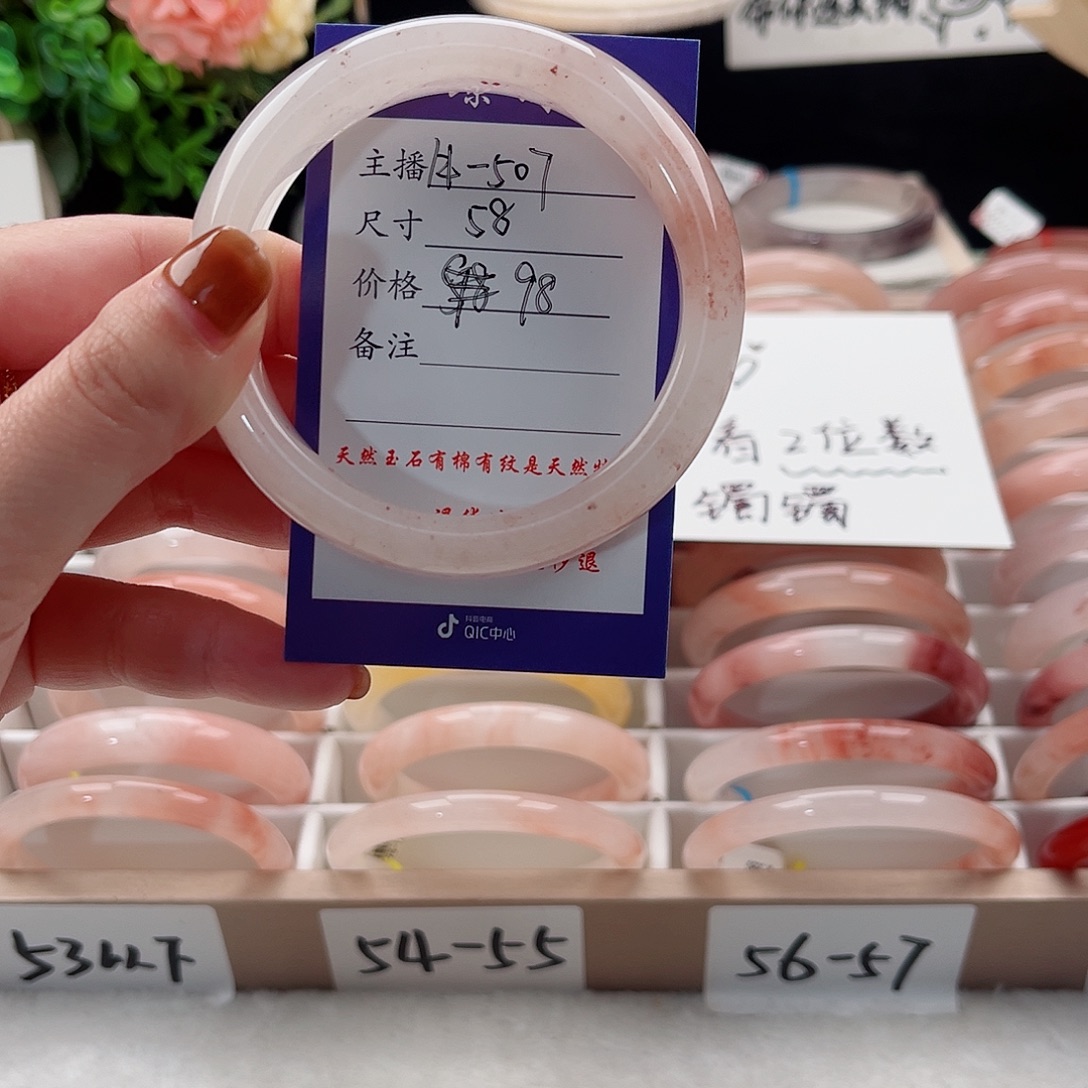 主播 -507
尺寸 58
价格 98
备注
天然玉石有棉有纹是天然
退
抖音电商
QIC中心
看2位数
镯镯
53以下
54-55
56-57